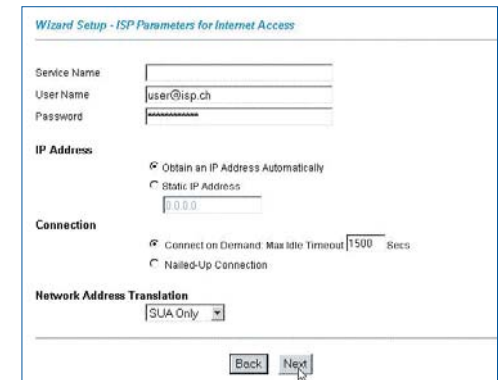 Wizard Setup - ISP Parameters for Internet Access
Service Name
User Name user@isp.ch
Password ************
IP Address
Obtain an IP Address Automatically
Static IP Address
0.0.0.0
Connection
Connect on Demand: Max Idle Timeout 1500 Secs
Nailed-Up Connection
Network Address Translation
SUA Only
Back Next